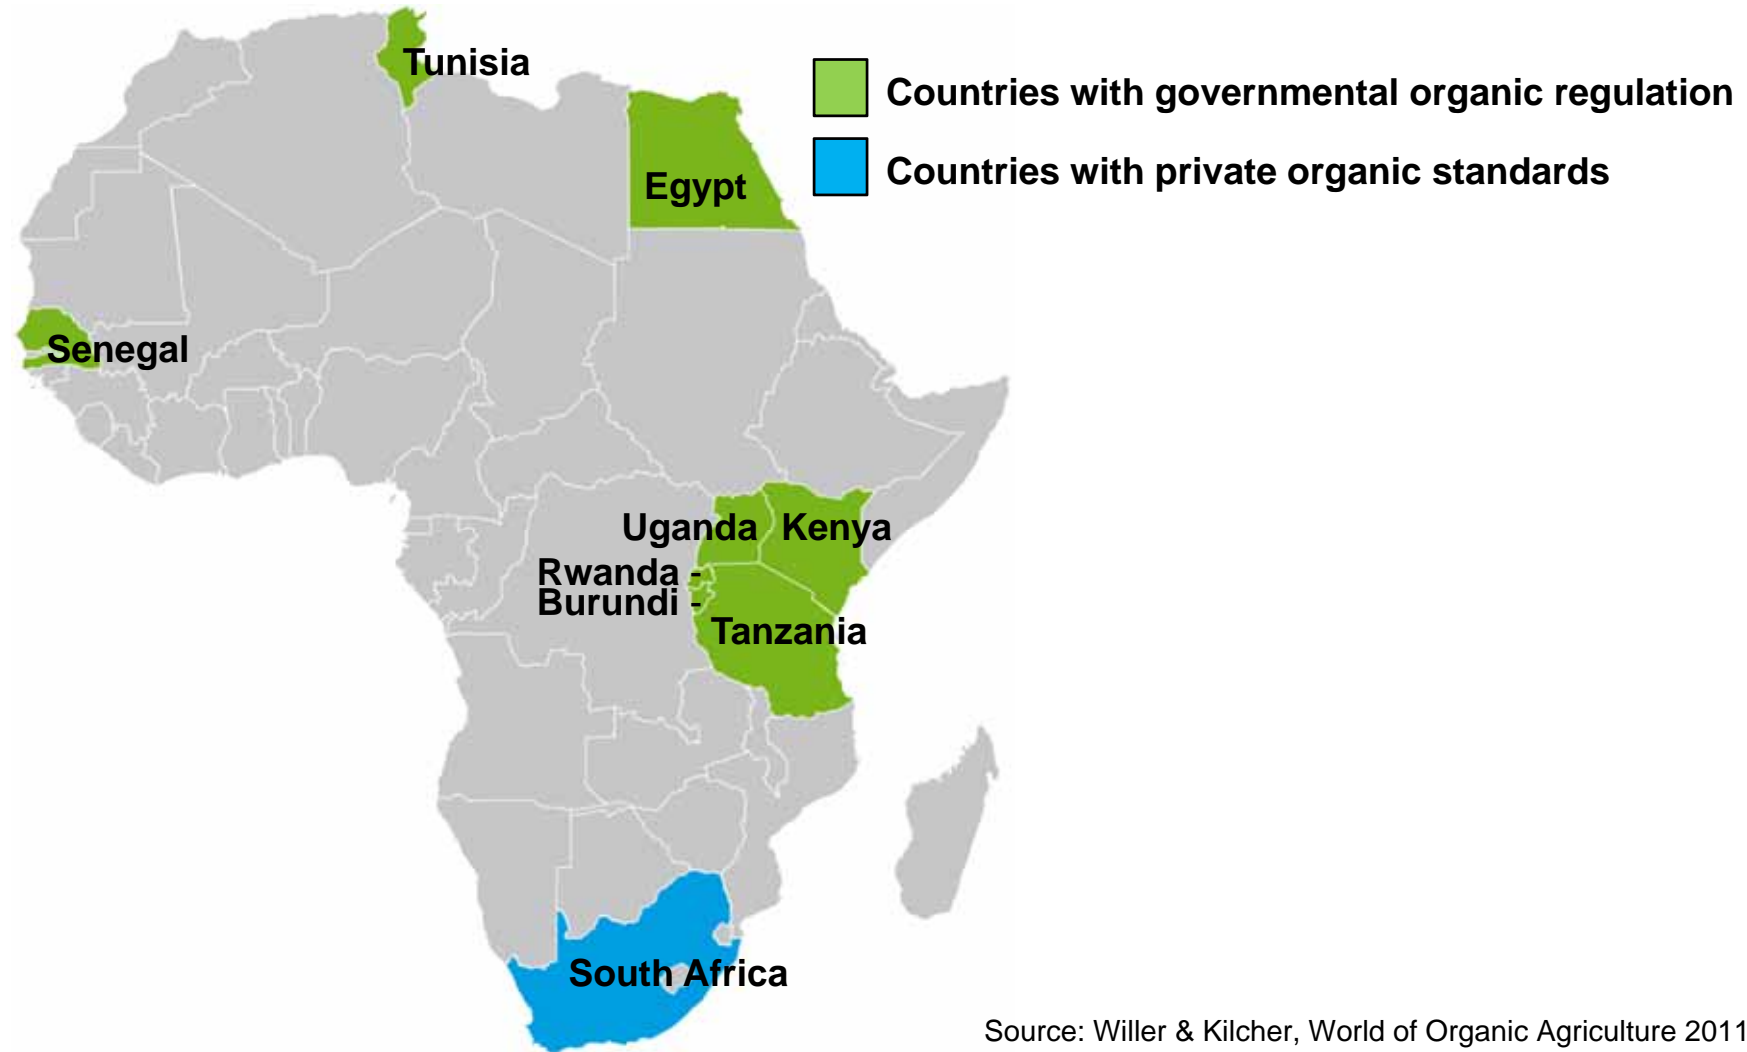 Tunisia
Countries with governmental organic regulation
Countries with private organic standards
Egypt
Senegal
Uganda
Kenya
Rwanda -
Burundi -
Tanzania
South Africa
Source: Willer & Kilcher, World of Organic Agriculture 2011